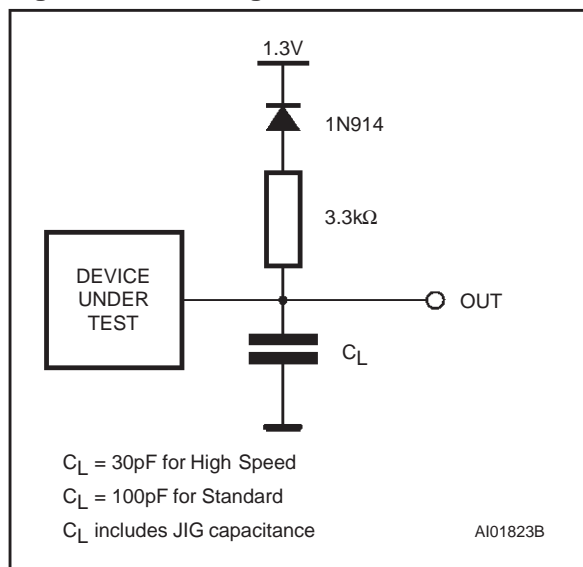 1.3V
1N914
3.3kΩ
DEVICE
UNDER
TEST
OUT
CL
CL = 30pF for High Speed
CL = 100pF for Standard
CL includes JIG capacitance
AI01823B